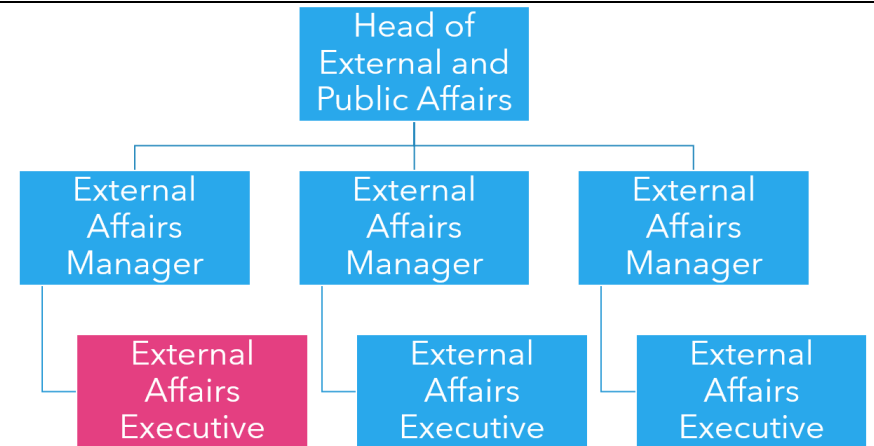 Head of
External and
Public Affairs
External
Affairs
Manager
External
Affairs
Manager
External
Affairs
Manager
External
Affairs
Executive
External
Affairs
Executive
External
Affairs
Executive